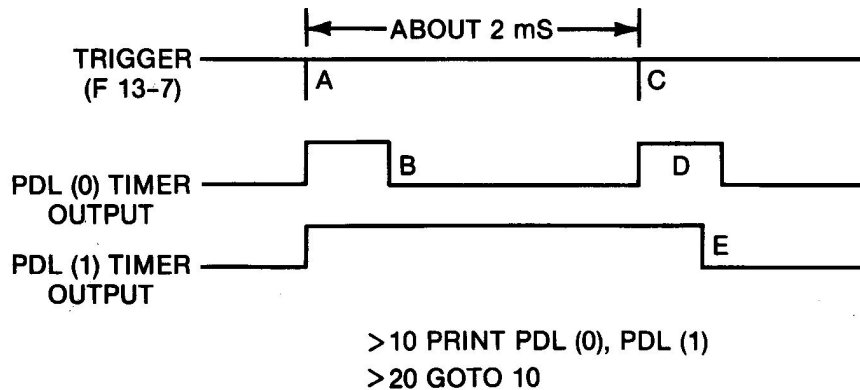 ABOUT 2 mS
TRIGGER
(F 13-7)
A
C
B
D
PDL (0) TIMER
OUTPUT
E
PDL (1) TIMER
OUTPUT
>10 PRINT PDL (0), PDL (1)
>20 GOTO 10